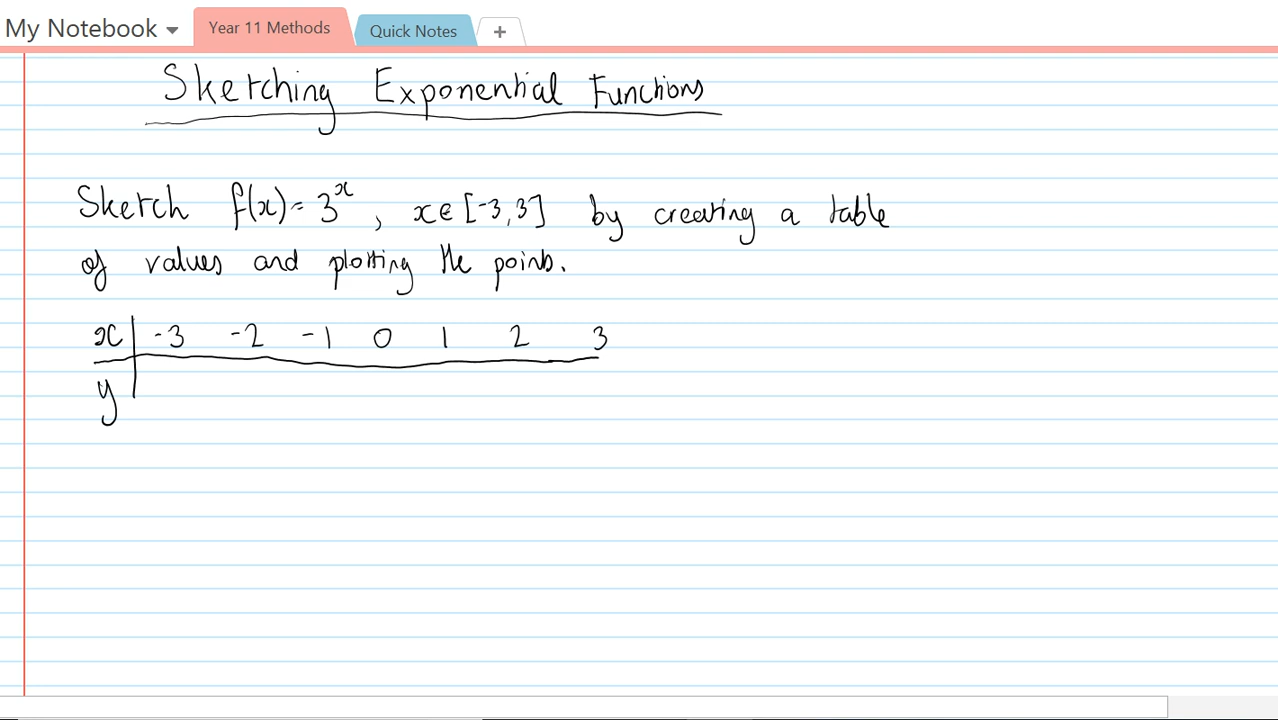 My Notebook Year 11 Methods Quick Notes +
Sketching Exponential Functions
Sketch f(x) = 3^x, x ∈ [-3, 3] by creating a table
of values and plotting the points.
x | -3 -2 -1 0 1 2 3
y |